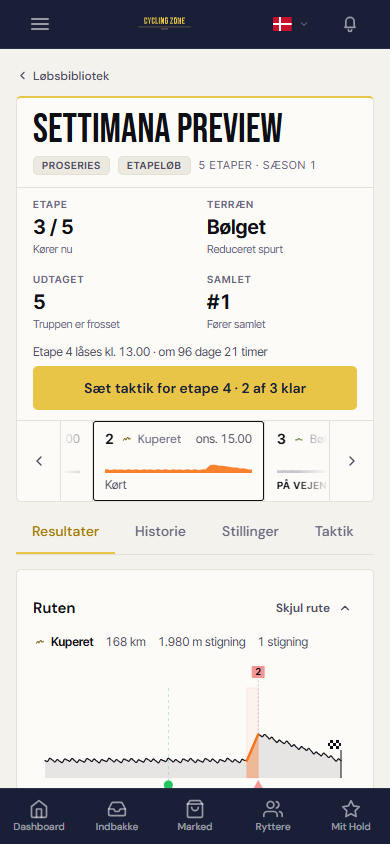 CYCLING ZONE
Løbsbibliotek
SETTIMANA PREVIEW
PROSERIES ETAPELØB 5 ETAPER · SÆSON 1
ETAPE TERRÆN
3 / 5 Bølget
Kører nu Reduceret spurt
UDTAGET SAMLET
5 #1
Truppen er frosset Fører samlet
Etape 4 låses kl. 13.00 · om 96 dage 21 timer
Sæt taktik for etape 4 · 2 af 3 klar
.00 2 Kuperet ons. 15.00 3 Bøl
Kørt PÅ VEJEN
Resultater Historie Stillinger Taktik
Ruten Skjul rute
Kuperet 168 km 1.980 m stigning 1 stigning
2
Dashboard Indbakke Marked Ryttere Mit Hold